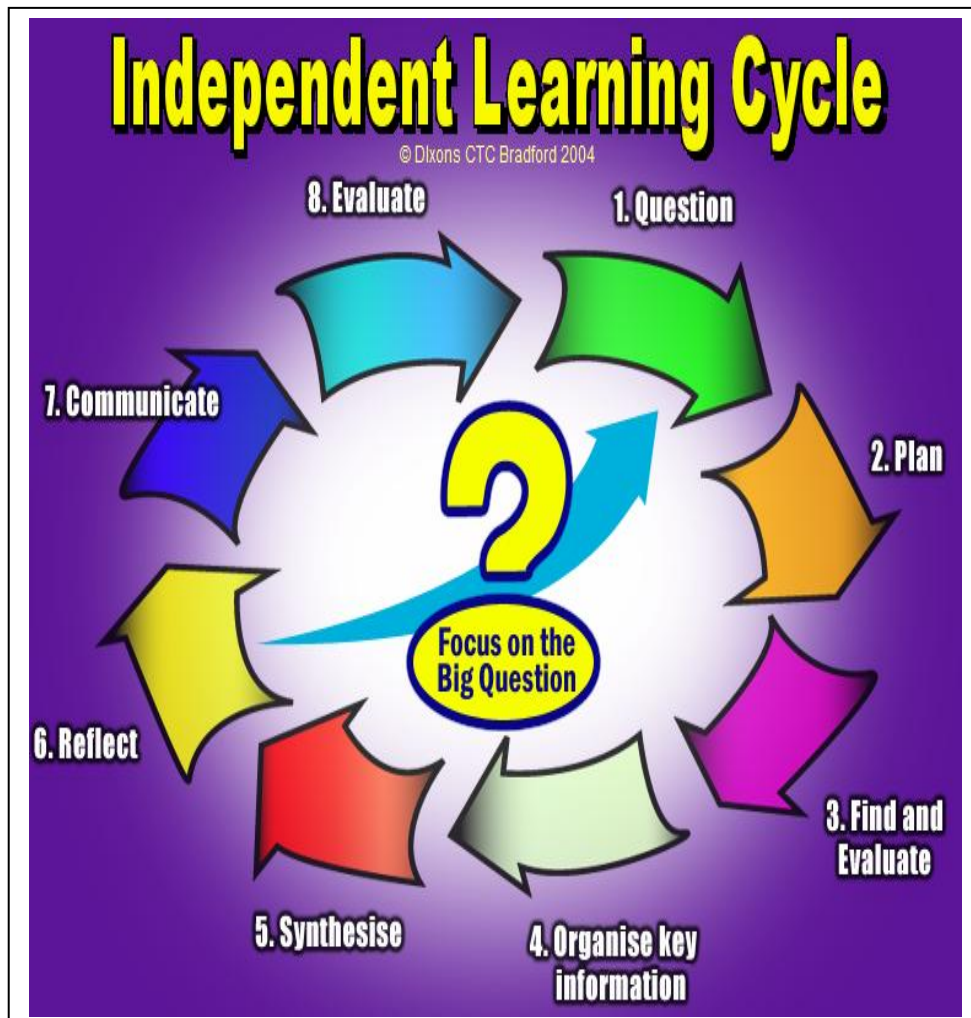 Independent Learning Cycle
© DIxons CTC Bradford 2004
8. Evaluate
1. Question
7. Communicate
2. Plan
?
Focus on the
Big Question
6. Reflect
3. Find and
Evaluate
5. Synthesise
4. Organise key
information